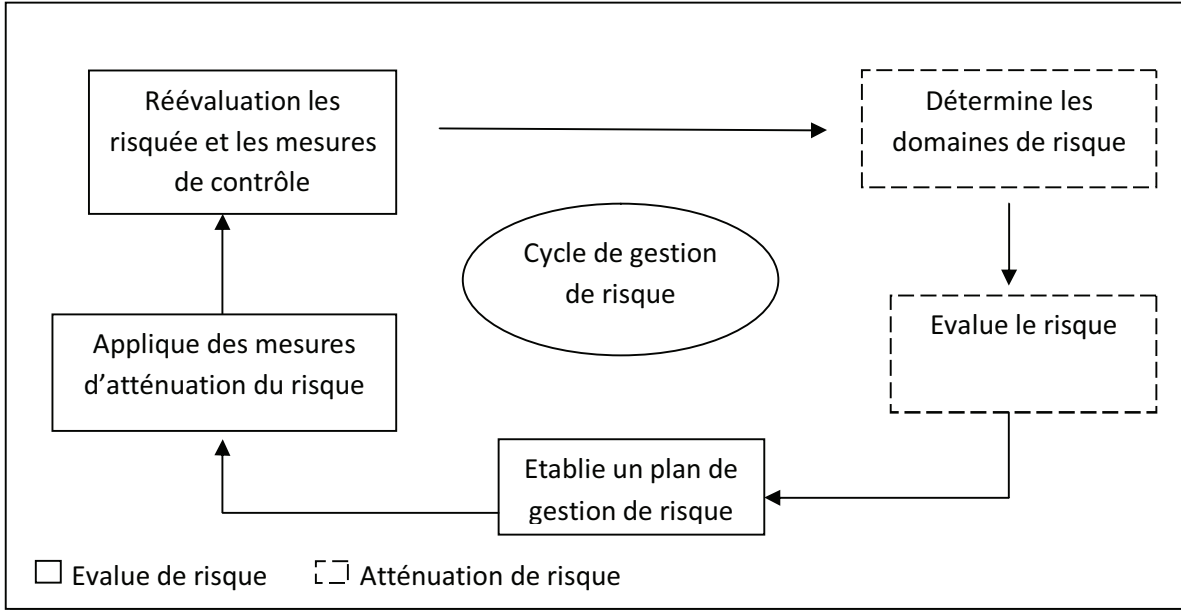 Réévaluation les
risquée et les mesures
de contrôle
Détermine les
domaines de risque
Cycle de gestion
de risque
Evalue le risque
Applique des mesures
d’atténuation du risque
Etablie un plan de
gestion de risque
Evalue de risque
Atténuation de risque